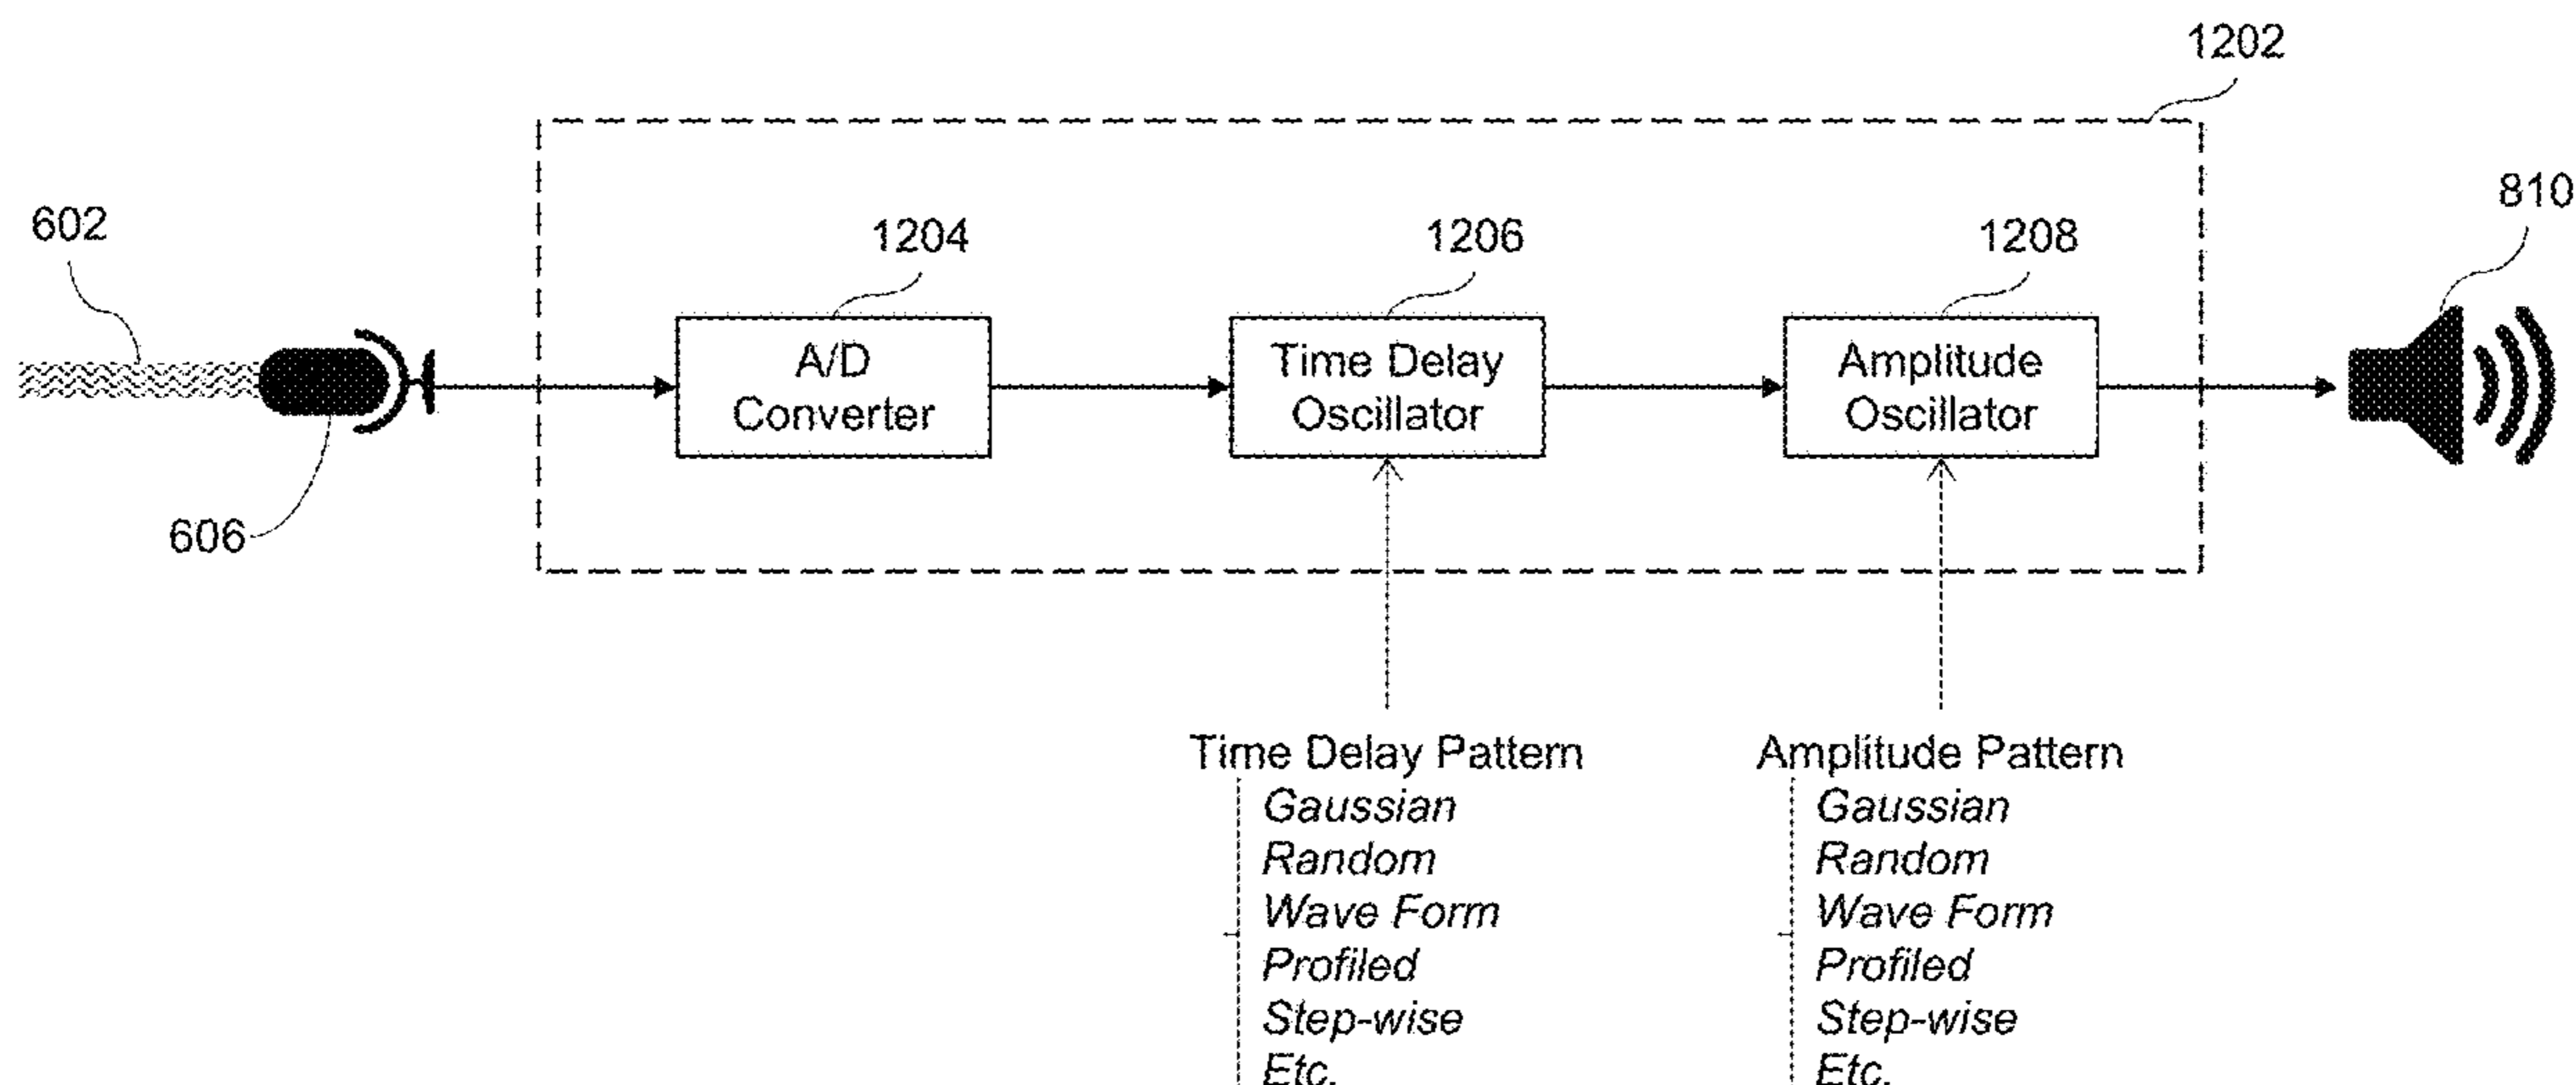 1202
810
602
1204
1206
1208
A/D
Converter
Time Delay
Oscillator
Amplitude
Oscillator
606
Time Delay Pattern
Gaussian
Random
Wave Form
Profiled
Step-wise
Etc.
Amplitude Pattern
Gaussian
Random
Wave Form
Profiled
Step-wise
Etc.